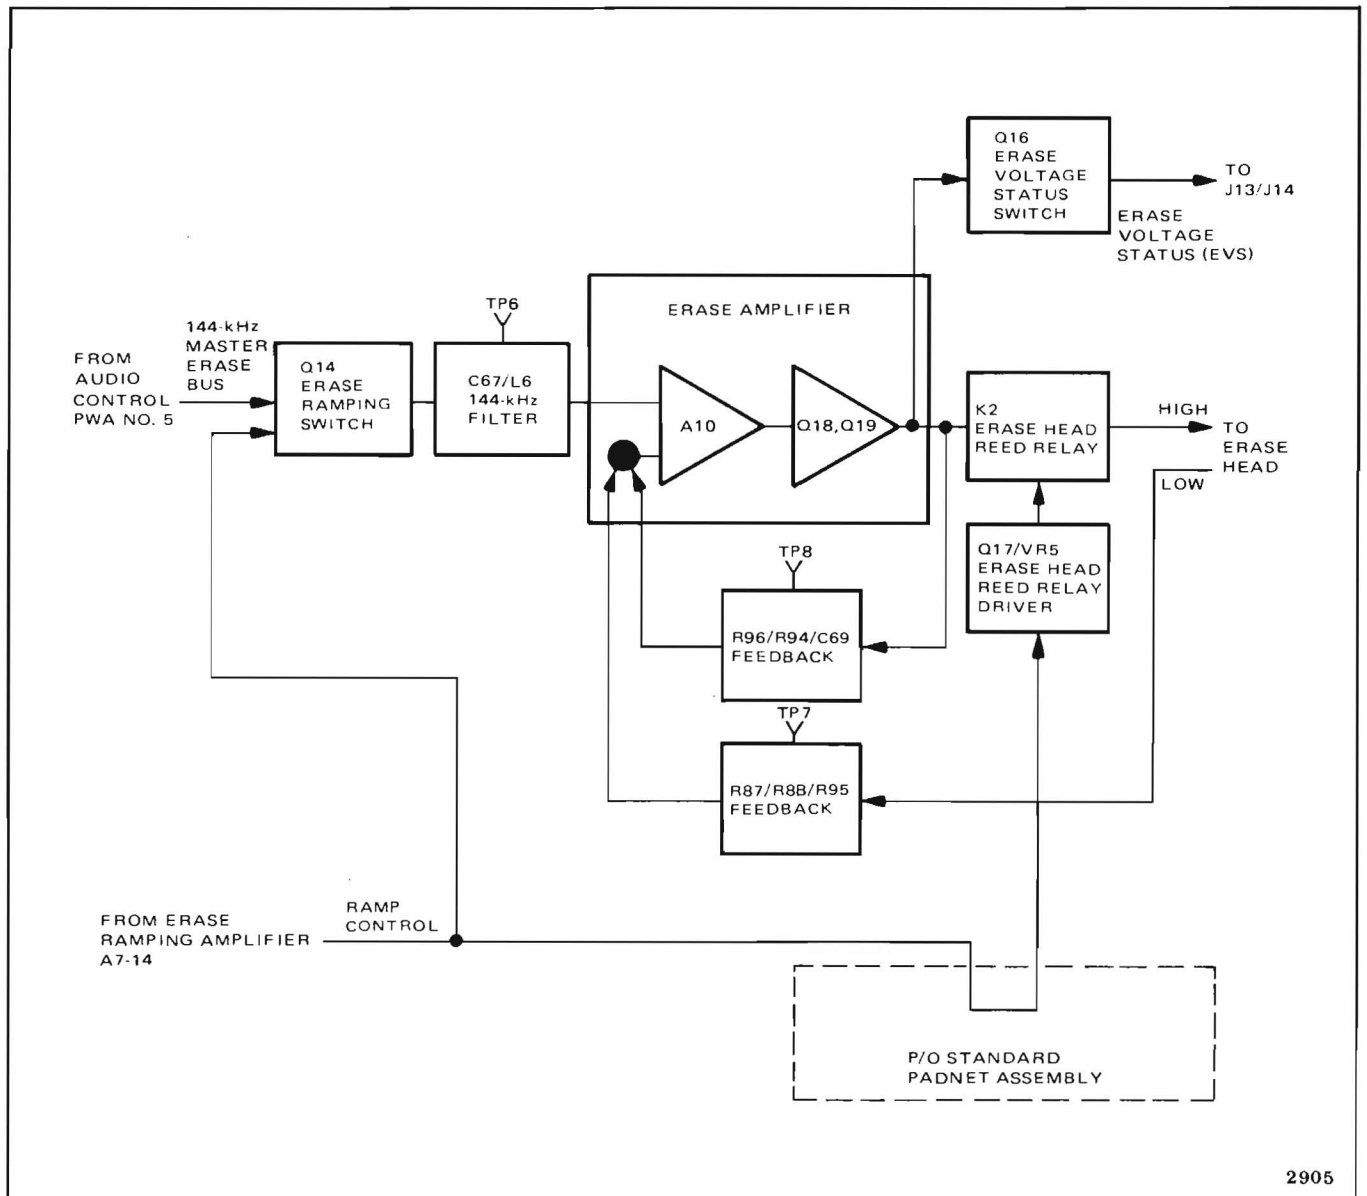 Q16
ERASE
VOLTAGE
STATUS
SWITCH
TO
J13/J14
ERASE
VOLTAGE
STATUS (EVS)
TP6
ERASE AMPLIFIER
144-kHz
MASTER
ERASE
BUS
FROM
AUDIO
CONTROL
PWA NO. 5
Q14
ERASE
RAMPING
SWITCH
C67/L6
144-kHz
FILTER
A10
Q18,Q19
K2
ERASE HEAD
REED RELAY
HIGH
TO
ERASE
HEAD
LOW
Q17/VR5
ERASE HEAD
REED RELAY
DRIVER
TP8
R96/R94/C69
FEEDBACK
TP7
R87/R8B/R95
FEEDBACK
RAMP
CONTROL
FROM ERASE
RAMPING AMPLIFIER
A7-14
P/O STANDARD
PADNET ASSEMBLY
2905